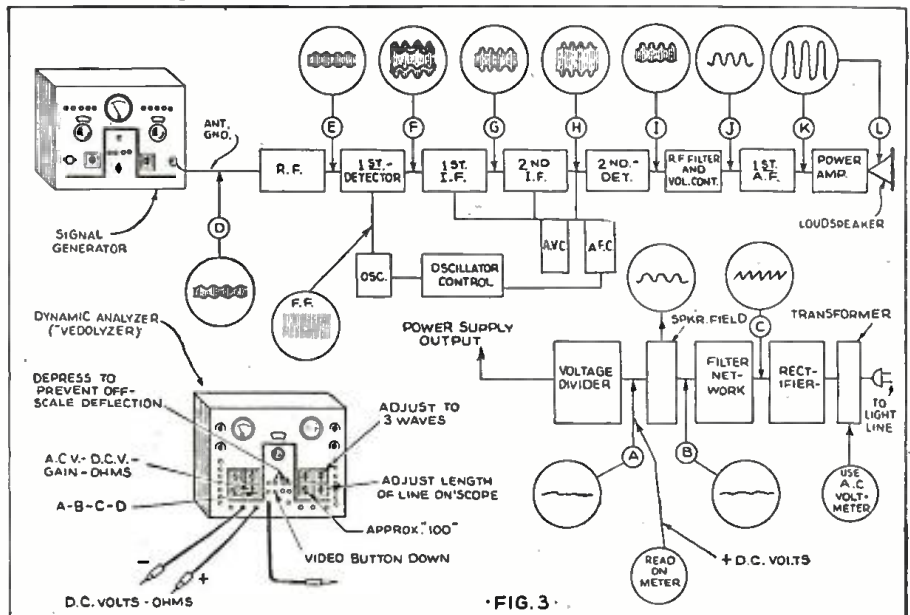 E
F
G
H
I
J
K
L
ANT.
GND.
R.F.
1ST.-
DETECTOR
1ST.
I.F.
2ND
I.F.
2ND.-
DET.
R.F FILTER
AND
VOL.CONT.
1ST.
A.F.
POWER
AMP.
LOUDSPEAKER
SIGNAL
GENERATOR
D
OSC.
OSCILLATOR
CONTROL
A.V.C.
A.F.C
F.F.
DYNAMIC ANALYZER
("VEDOLYZER")
DEPRESS TO
PREVENT OFF-
SCALE DEFLECTION
A.C.V.- D.C.V.-
GAIN-OHMS
A-B-C-D
ADJUST TO
3 WAVES
ADJUST LENGTH
OF LINE ON'SCOPE
APPROX."100"
VIDEO BUTTON DOWN
-
+
D.C. VOLTS - OHMS
POWER SUPPLY
OUTPUT
SPKR.FIELD
C
TRANSFORMER
VOLTAGE
DIVIDER
FILTER
NET-
WORK
RECT-
IFIER-
TO
LIGHT
LINE
A
B
USE
A.C
VOLT-
METER
+ D.C. VOLTS
READ
ON
METER
·FIG. 3·